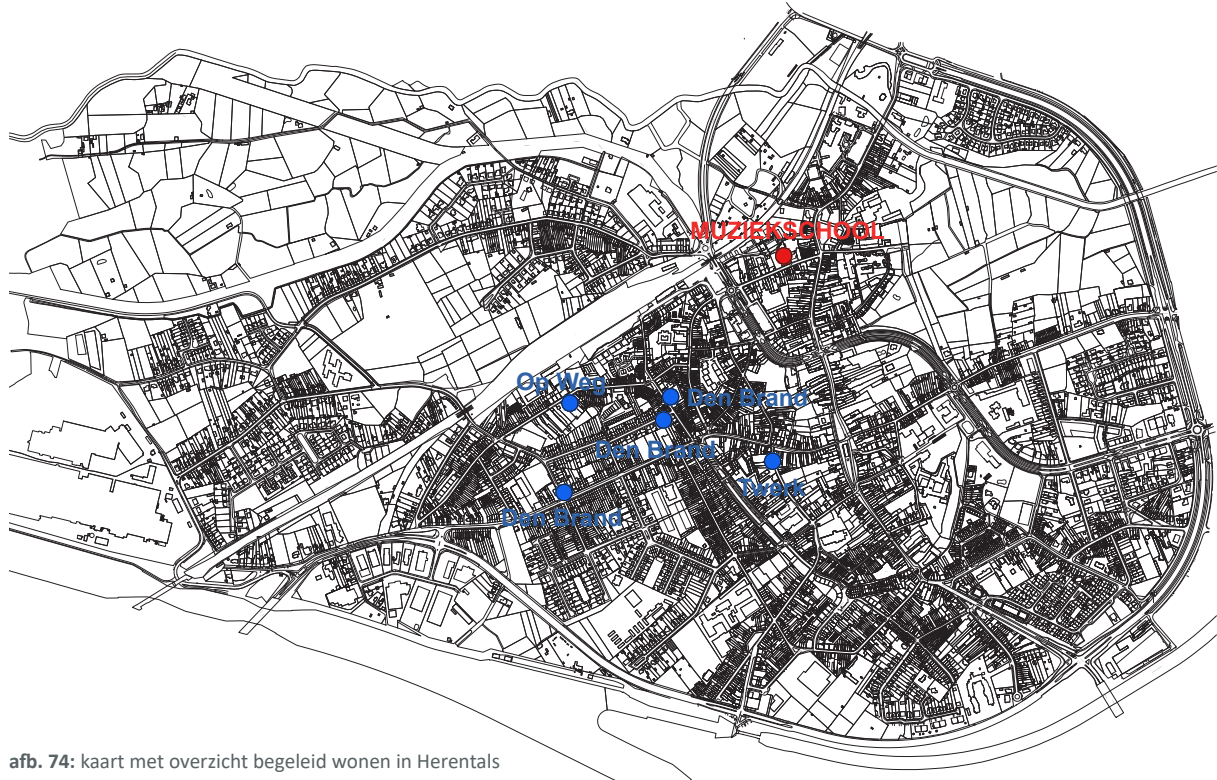 MUZIEKSCHOOL
Op Weg
Den Brand
Den Brand
Twerk
Den Brand
afb. 74: kaart met overzicht begeleid wonen in Herentals